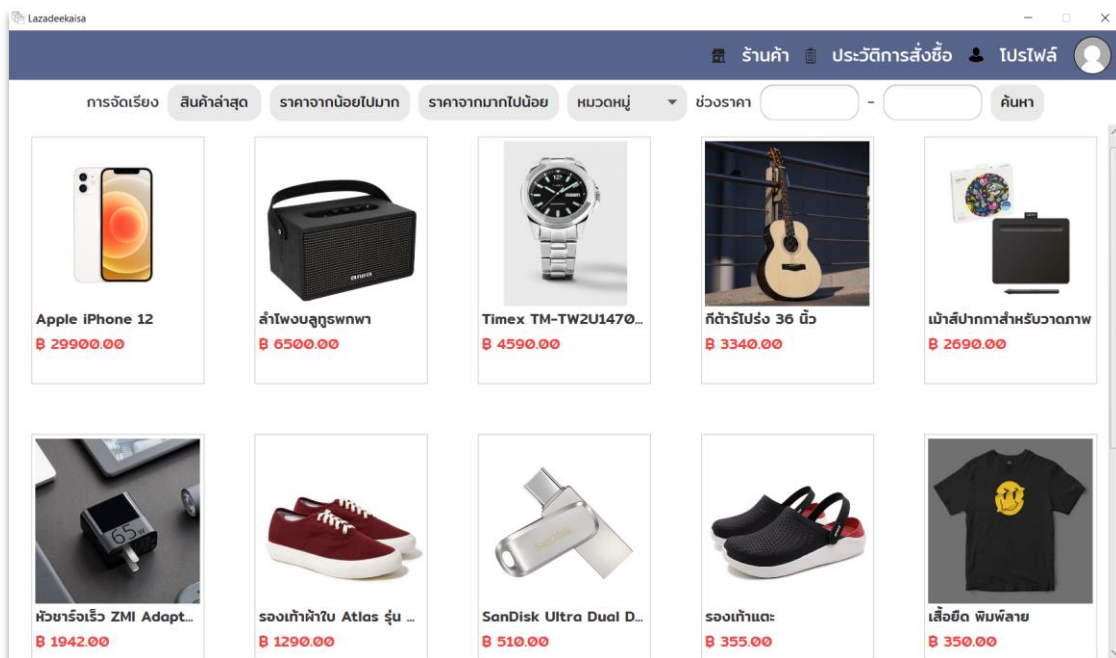 Lazadeekaisa
ร้านค้า ประวัติการสั่งซื้อ โปรไฟล์
การจัดเรียง สินค้าล่าสุด ราคาจากน้อยไปมาก ราคาจากมากไปน้อย หมวดหมู่ ช่วงราคา - ค้นหา
Apple iPhone 12 ลำโพงบลูทูธพกพา Timex TM-TW2U1470... กีต้าร์โปร่ง 36 นิ้ว เม้าส์ปากกาสำหรับวาดภาพ
฿ 29900.00 ฿ 6500.00 ฿ 4590.00 ฿ 3340.00 ฿ 2690.00
65w
SanDisk
หัวชาร์จเร็ว ZMI Adapt... รองเท้าผ้าใบ Atlas รุ่น ... SanDisk Ultra Dual D... รองเท้าแตะ เสื้อยืด พิมพ์ลาย
฿ 1942.00 ฿ 1290.00 ฿ 510.00 ฿ 355.00 ฿ 350.00